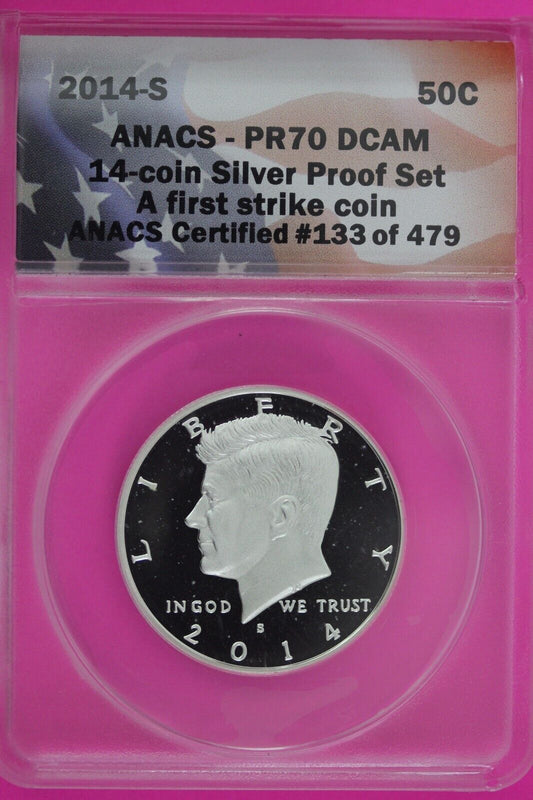 2014-S 50C
ANACS - PR70 DCAM
14-coin Silver Proof Set
A first strike coin
ANACS Certified #133 of 479
LIBERTY
IN GOD WE TRUST
S
2014